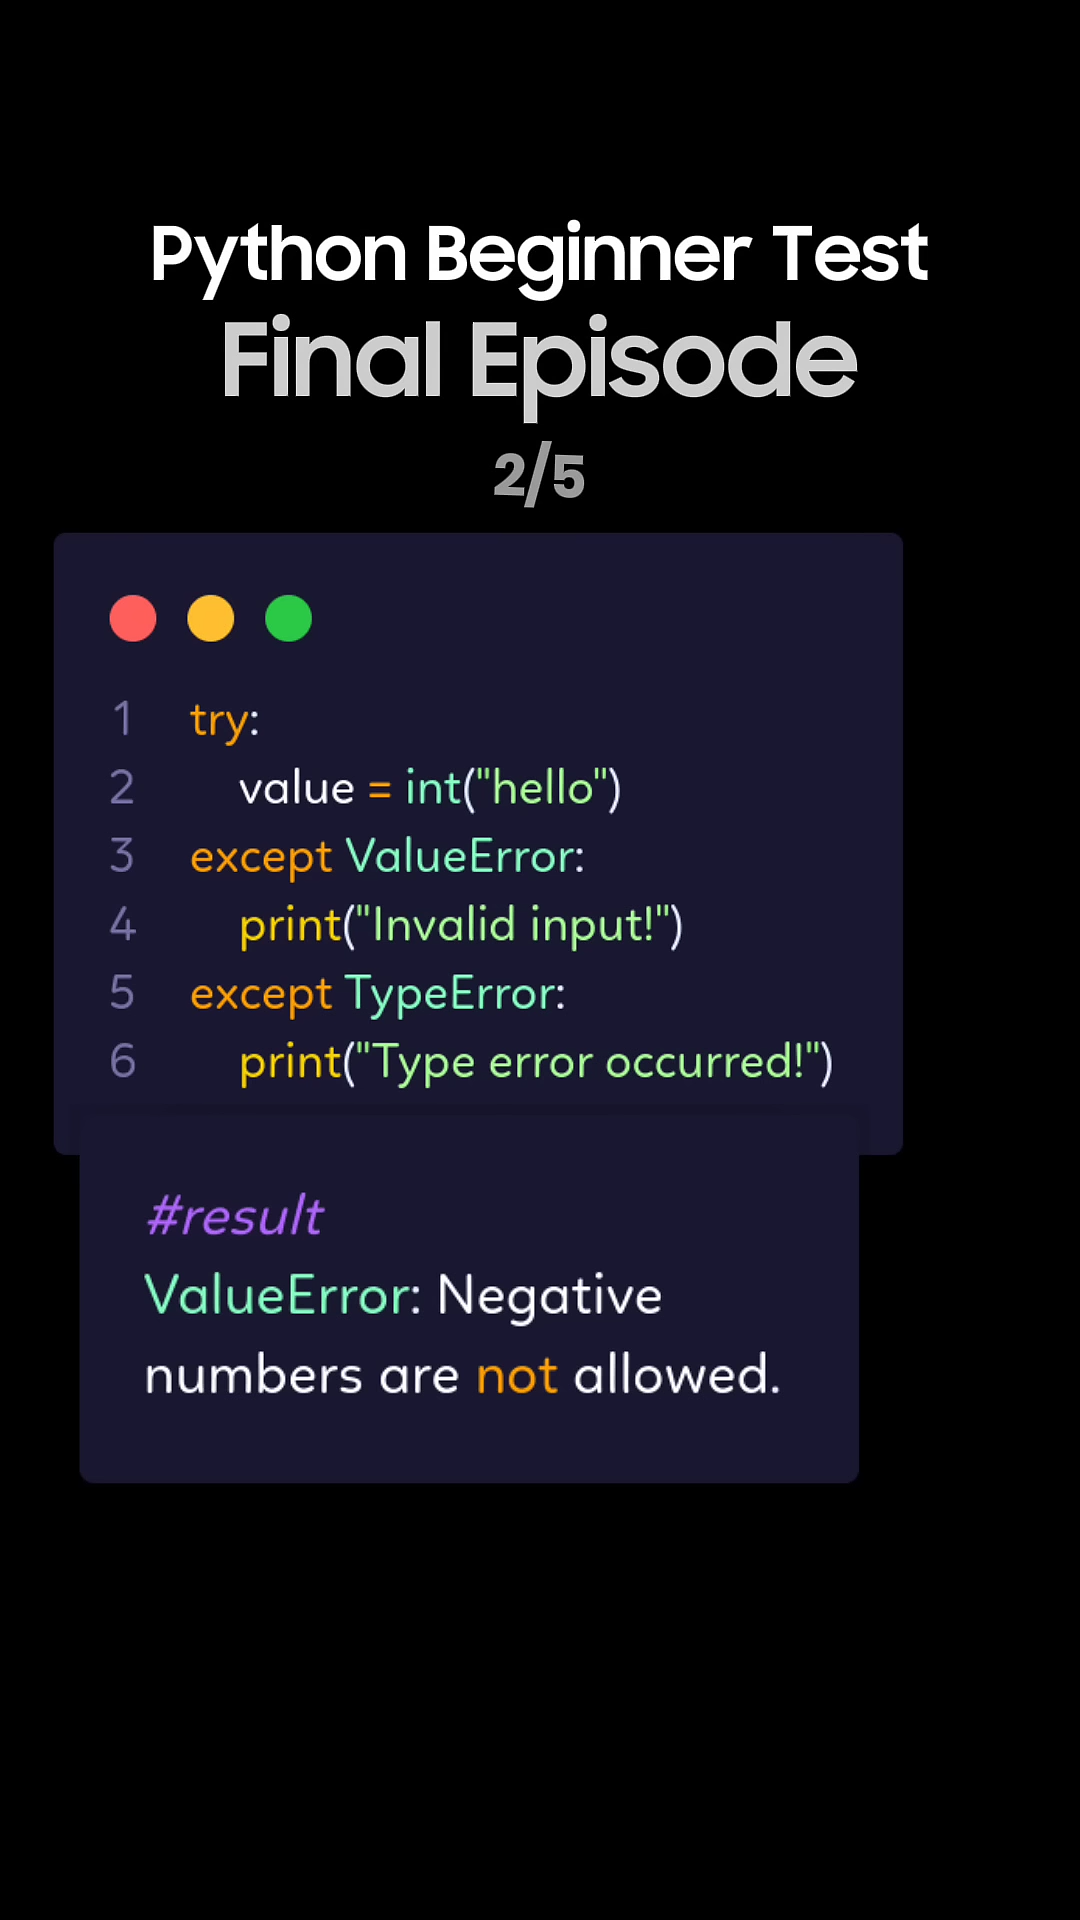 Python Beginner Test
Final Episode
2/5
1 try:
2 value = int("hello")
3 except ValueError:
4 print("Invalid input!")
5 except TypeError:
6 print("Type error occurred!")
#result
ValueError: Negative
numbers are not allowed.